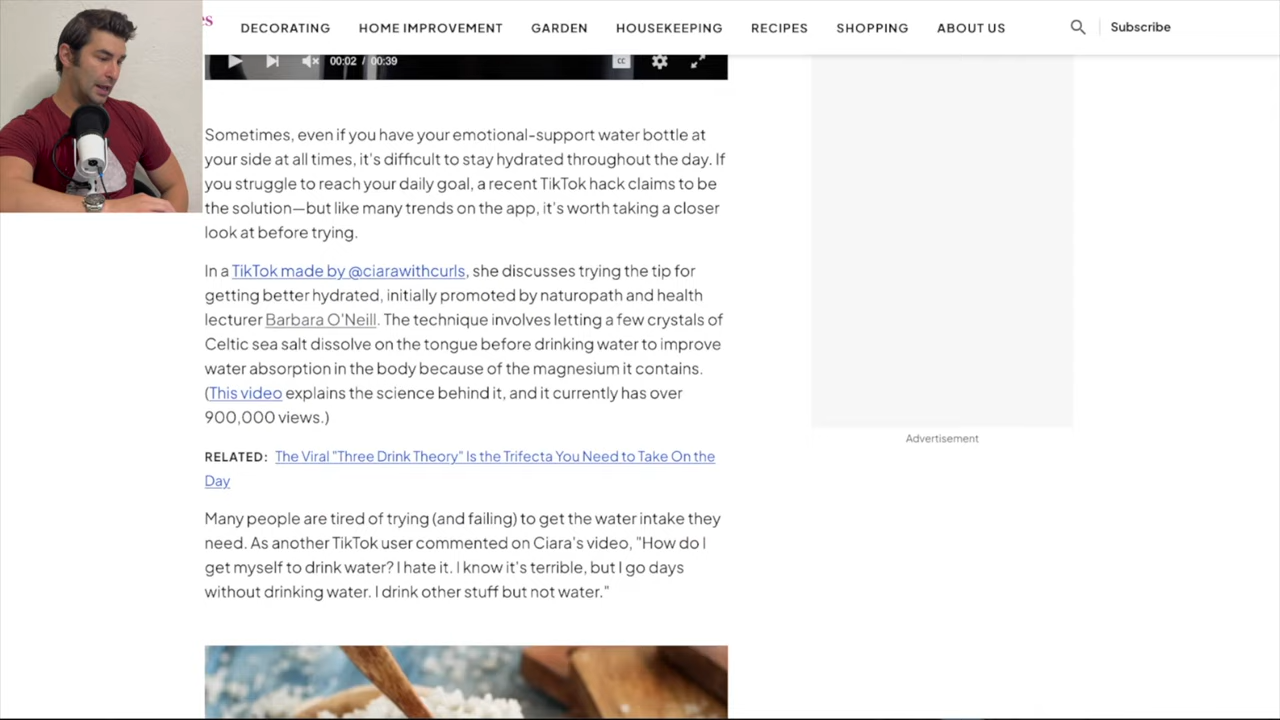 es
DECORATING HOME IMPROVEMENT GARDEN HOUSEKEEPING RECIPES SHOPPING ABOUT US Subscribe
00:02 / 00:39 CC
Sometimes, even if you have your emotional-support water bottle at
your side at all times, it's difficult to stay hydrated throughout the day. If
you struggle to reach your daily goal, a recent TikTok hack claims to be
the solution—but like many trends on the app, it's worth taking a closer
look at before trying.
In a TikTok made by @ciarawithcurls, she discusses trying the tip for
getting better hydrated, initially promoted by naturopath and health
lecturer Barbara O'Neill. The technique involves letting a few crystals of
Celtic sea salt dissolve on the tongue before drinking water to improve
water absorption in the body because of the magnesium it contains.
(This video explains the science behind it, and it currently has over
900,000 views.)
RELATED: The Viral "Three Drink Theory" Is the Trifecta You Need to Take On the
Day
Many people are tired of trying (and failing) to get the water intake they
need. As another TikTok user commented on Ciara's video, "How do I
get myself to drink water? I hate it. I know it's terrible, but I go days
without drinking water. I drink other stuff but not water."
Advertisement